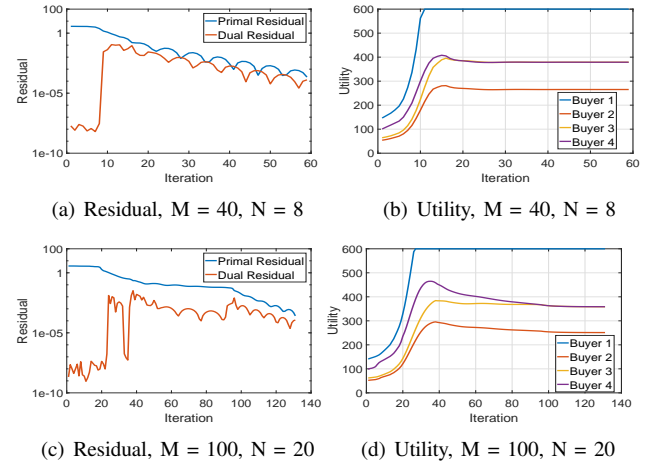 100
1
1e-05
1e-10
Residual
0 10 20 30 40 50 60
Iteration
Primal Residual
Dual Residual
(a) Residual, M = 40, N = 8
600
500
400
300
200
100
0
Utility
0 10 20 30 40 50 60
Iteration
Buyer 1
Buyer 2
Buyer 3
Buyer 4
(b) Utility, M = 40, N = 8
100
1
1e-05
1e-10
Residual
0 20 40 60 80 100 120 140
Iteration
Primal Residual
Dual Residual
(c) Residual, M = 100, N = 20
600
500
400
300
200
100
0
Utility
0 20 40 60 80 100 120 140
Iteration
Buyer 1
Buyer 2
Buyer 3
Buyer 4
(d) Utility, M = 100, N = 20